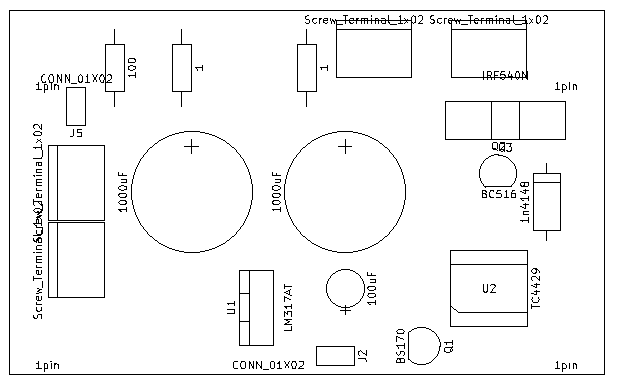 Screw_Terminal_1x02
Screw_Terminal_1x02
CONN_01X02
100
1
1
IRF540N
1pin
1pin
J5
Q3
Screw_Terminal_1x02
1000uF
1000uF
BC516
1n4148
Screw_Terminal_1x02
U1
LM317AT
100uF
U2
TC4429
BS170
Q1
J2
1pin
CONN_01X02
1pin